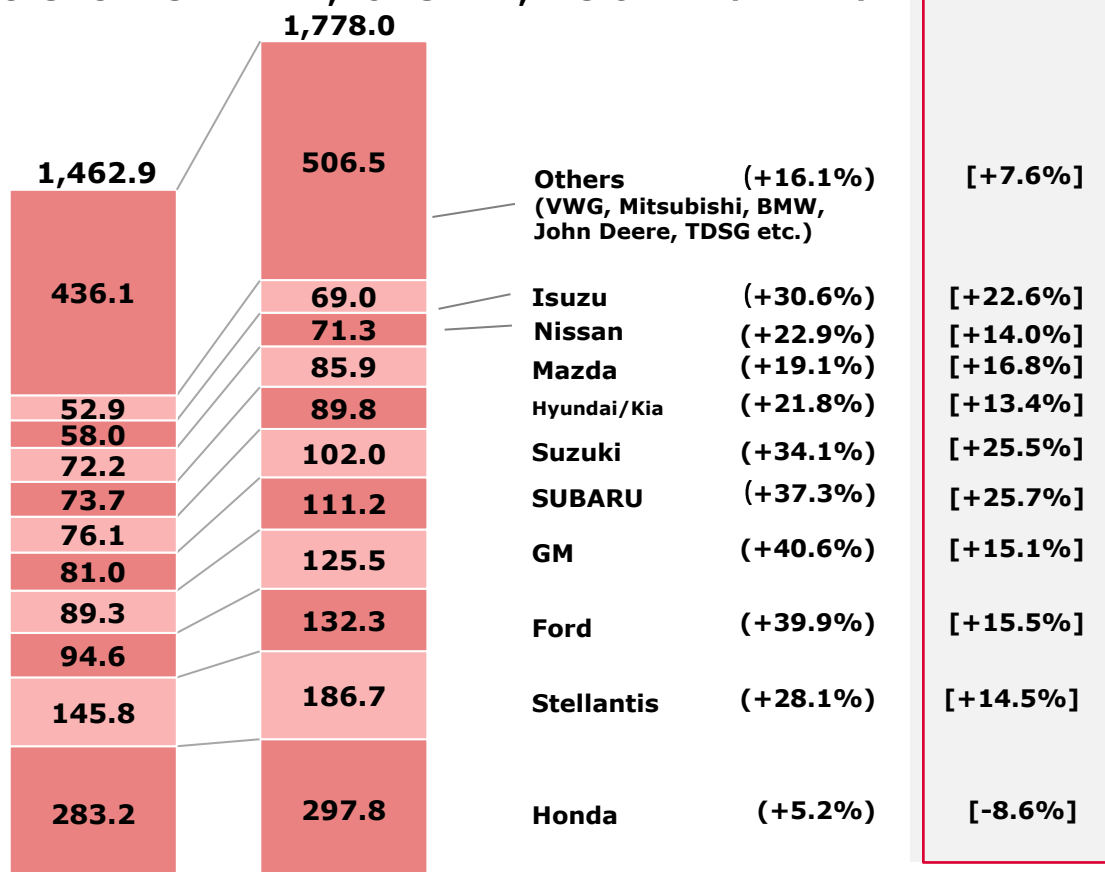 1,778.0
1,462.9
506.5
Others (+16.1%) [+7.6%]
(VWG, Mitsubishi, BMW,
John Deere, TDSG etc.)
436.1
69.0
Isuzu (+30.6%) [+22.6%]
71.3
Nissan (+22.9%) [+14.0%]
85.9
Mazda (+19.1%) [+16.8%]
89.8
Hyundai/Kia (+21.8%) [+13.4%]
52.9
58.0
102.0
Suzuki (+34.1%) [+25.5%]
72.2
111.2
SUBARU (+37.3%) [+25.7%]
73.7
76.1
125.5
GM (+40.6%) [+15.1%]
81.0
89.3
132.3
Ford (+39.9%) [+15.5%]
94.6
145.8
186.7
Stellantis (+28.1%) [+14.5%]
283.2
297.8
Honda (+5.2%) [-8.6%]